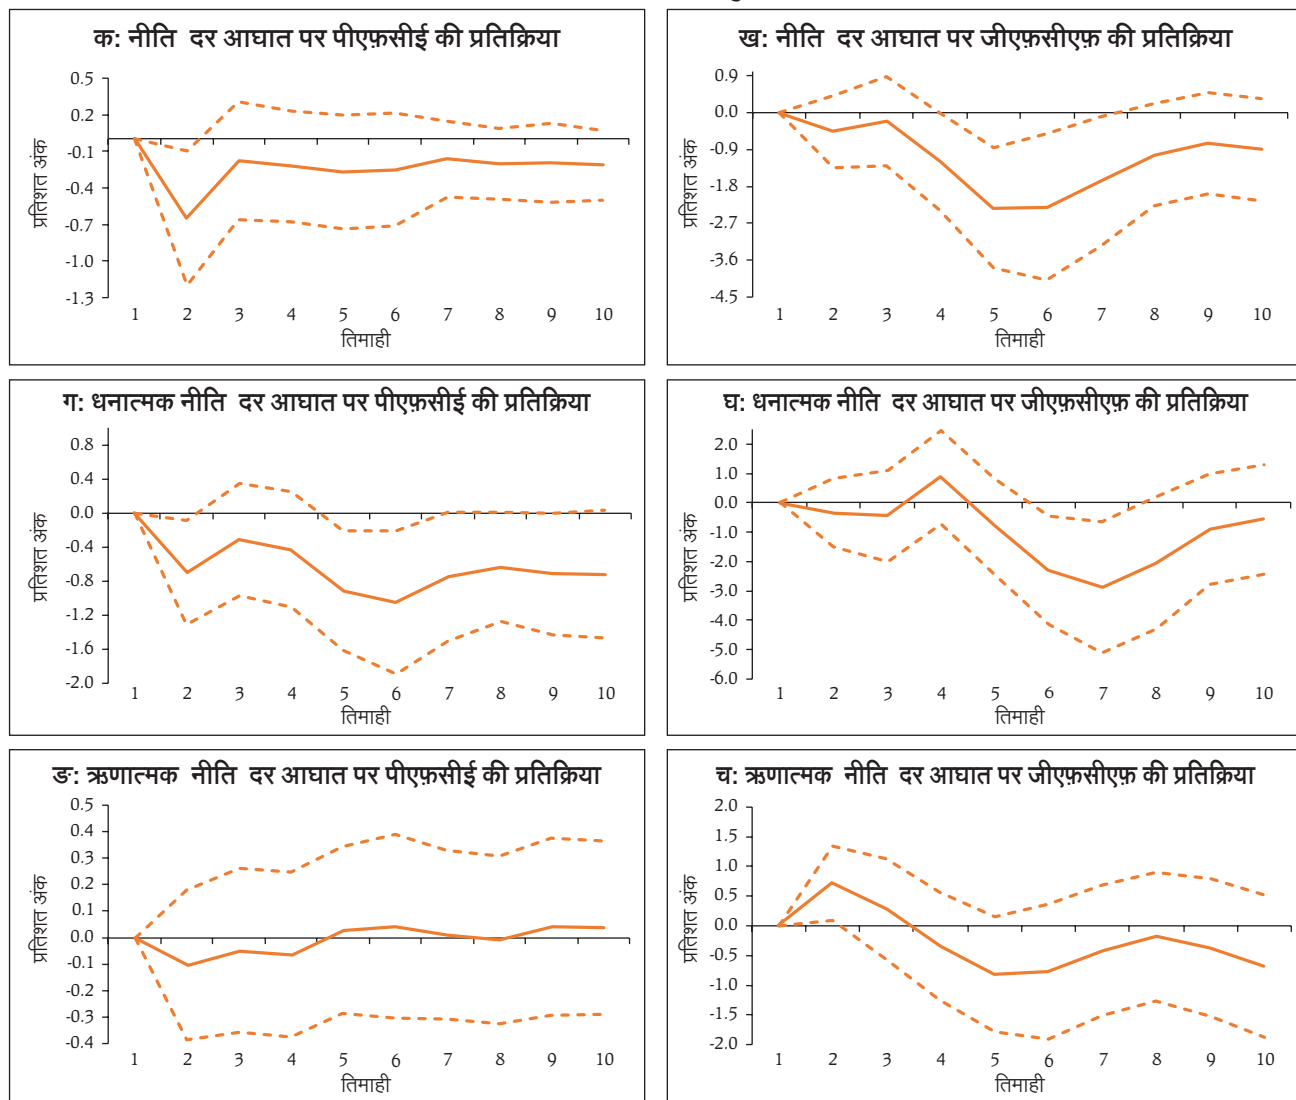 क: नीति दर आघात पर पीएफ़सीई की प्रतिक्रिया
प्रतिशत अंक
0.5
0.2
-0.1
-0.4
-0.7
-1.0
-1.3
1 2 3 4 5 6 7 8 9 10
तिमाही
ख: नीति दर आघात पर जीएफ़सीएफ़ की प्रतिक्रिया
प्रतिशत अंक
0.9
0.0
-0.9
-1.8
-2.7
-3.6
-4.5
1 2 3 4 5 6 7 8 9 10
तिमाही
ग: धनात्मक नीति दर आघात पर पीएफ़सीई की प्रतिक्रिया
प्रतिशत अंक
0.8
0.4
0.0
-0.4
-0.8
-1.2
-1.6
-2.0
1 2 3 4 5 6 7 8 9 10
तिमाही
घ: धनात्मक नीति दर आघात पर जीएफ़सीएफ़ की प्रतिक्रिया
प्रतिशत अंक
2.0
1.0
0.0
-1.0
-2.0
-3.0
-4.0
-5.0
-6.0
1 2 3 4 5 6 7 8 9 10
तिमाही
ङ: ऋणात्मक नीति दर आघात पर पीएफ़सीई की प्रतिक्रिया
प्रतिशत अंक
0.5
0.4
0.3
0.2
0.1
0.0
-0.1
-0.2
-0.3
-0.4
1 2 3 4 5 6 7 8 9 10
तिमाही
च: ऋणात्मक नीति दर आघात पर जीएफ़सीएफ़ की प्रतिक्रिया
प्रतिशत अंक
2.0
1.5
1.0
0.5
0.0
-0.5
-1.0
-1.5
-2.0
1 2 3 4 5 6 7 8 9 10
तिमाही